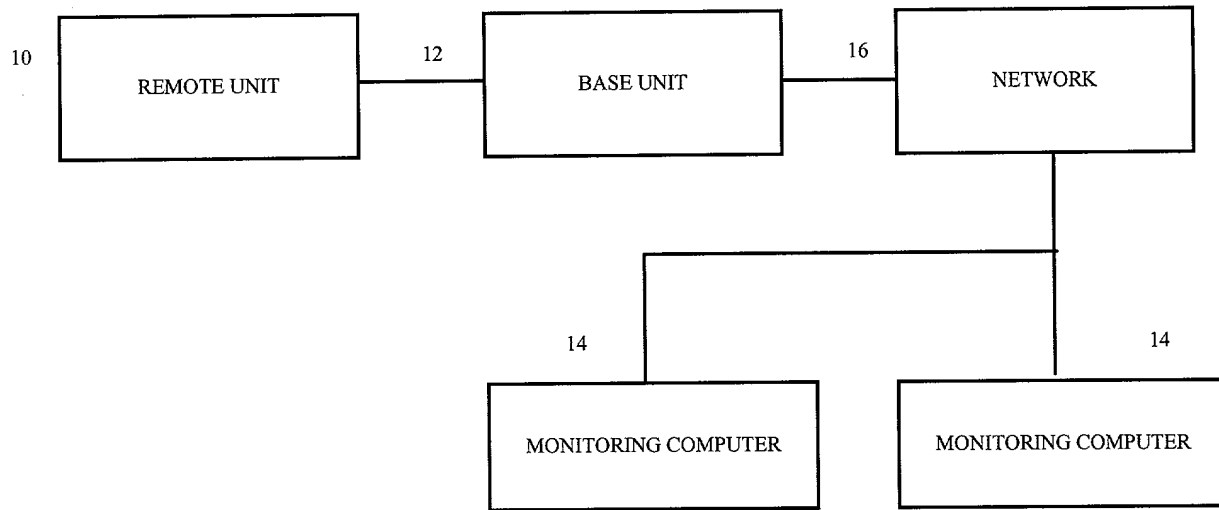 10
REMOTE UNIT
12
BASE UNIT
16
NETWORK
14
MONITORING COMPUTER
14
MONITORING COMPUTER